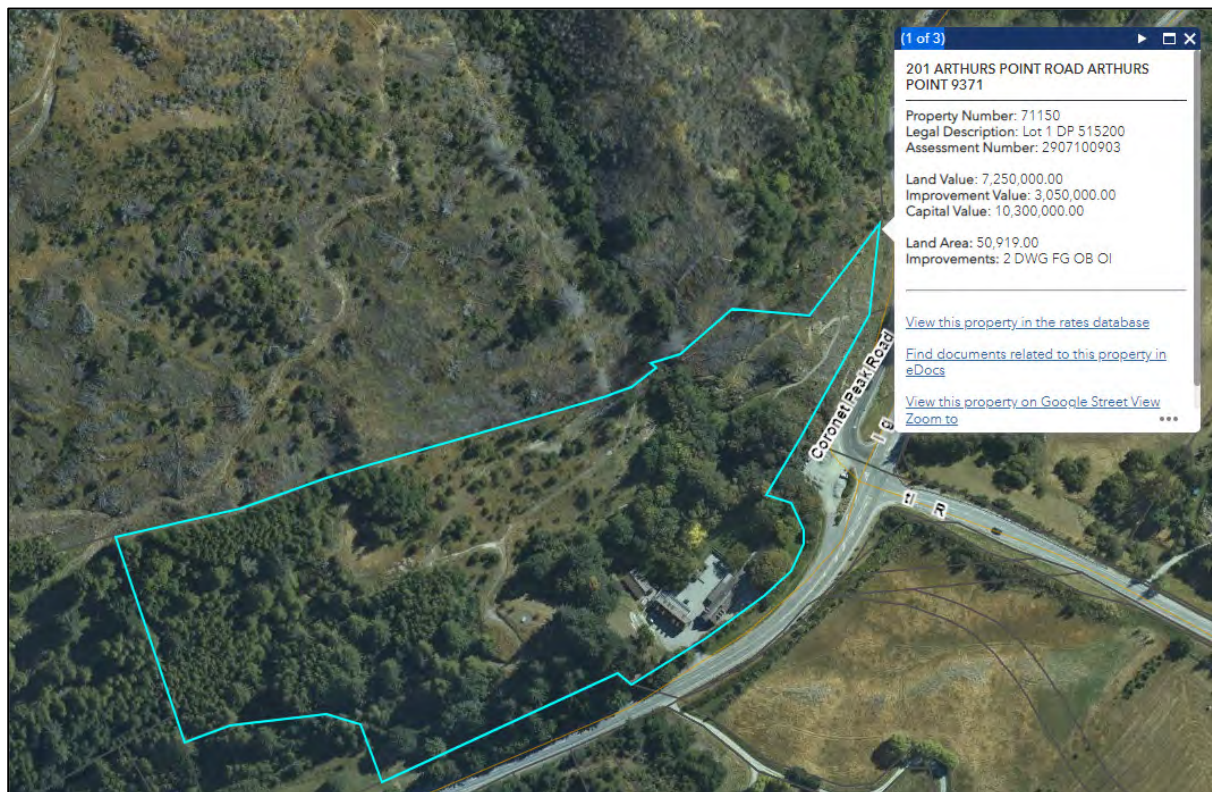 (1 of 3)
201 ARTHURS POINT ROAD ARTHURS
POINT 9371
Property Number: 71150
Legal Description: Lot 1 DP 515200
Assessment Number: 2907100903
Land Value: 7,250,000.00
Improvement Value: 3,050,000.00
Capital Value: 10,300,000.00
Land Area: 50,919.00
Improvements: 2 DWG FG OB OI
View this property in the rates database
Find documents related to this property in
eDocs
View this property on Google Street View
Zoom to
Coronet Peak Road